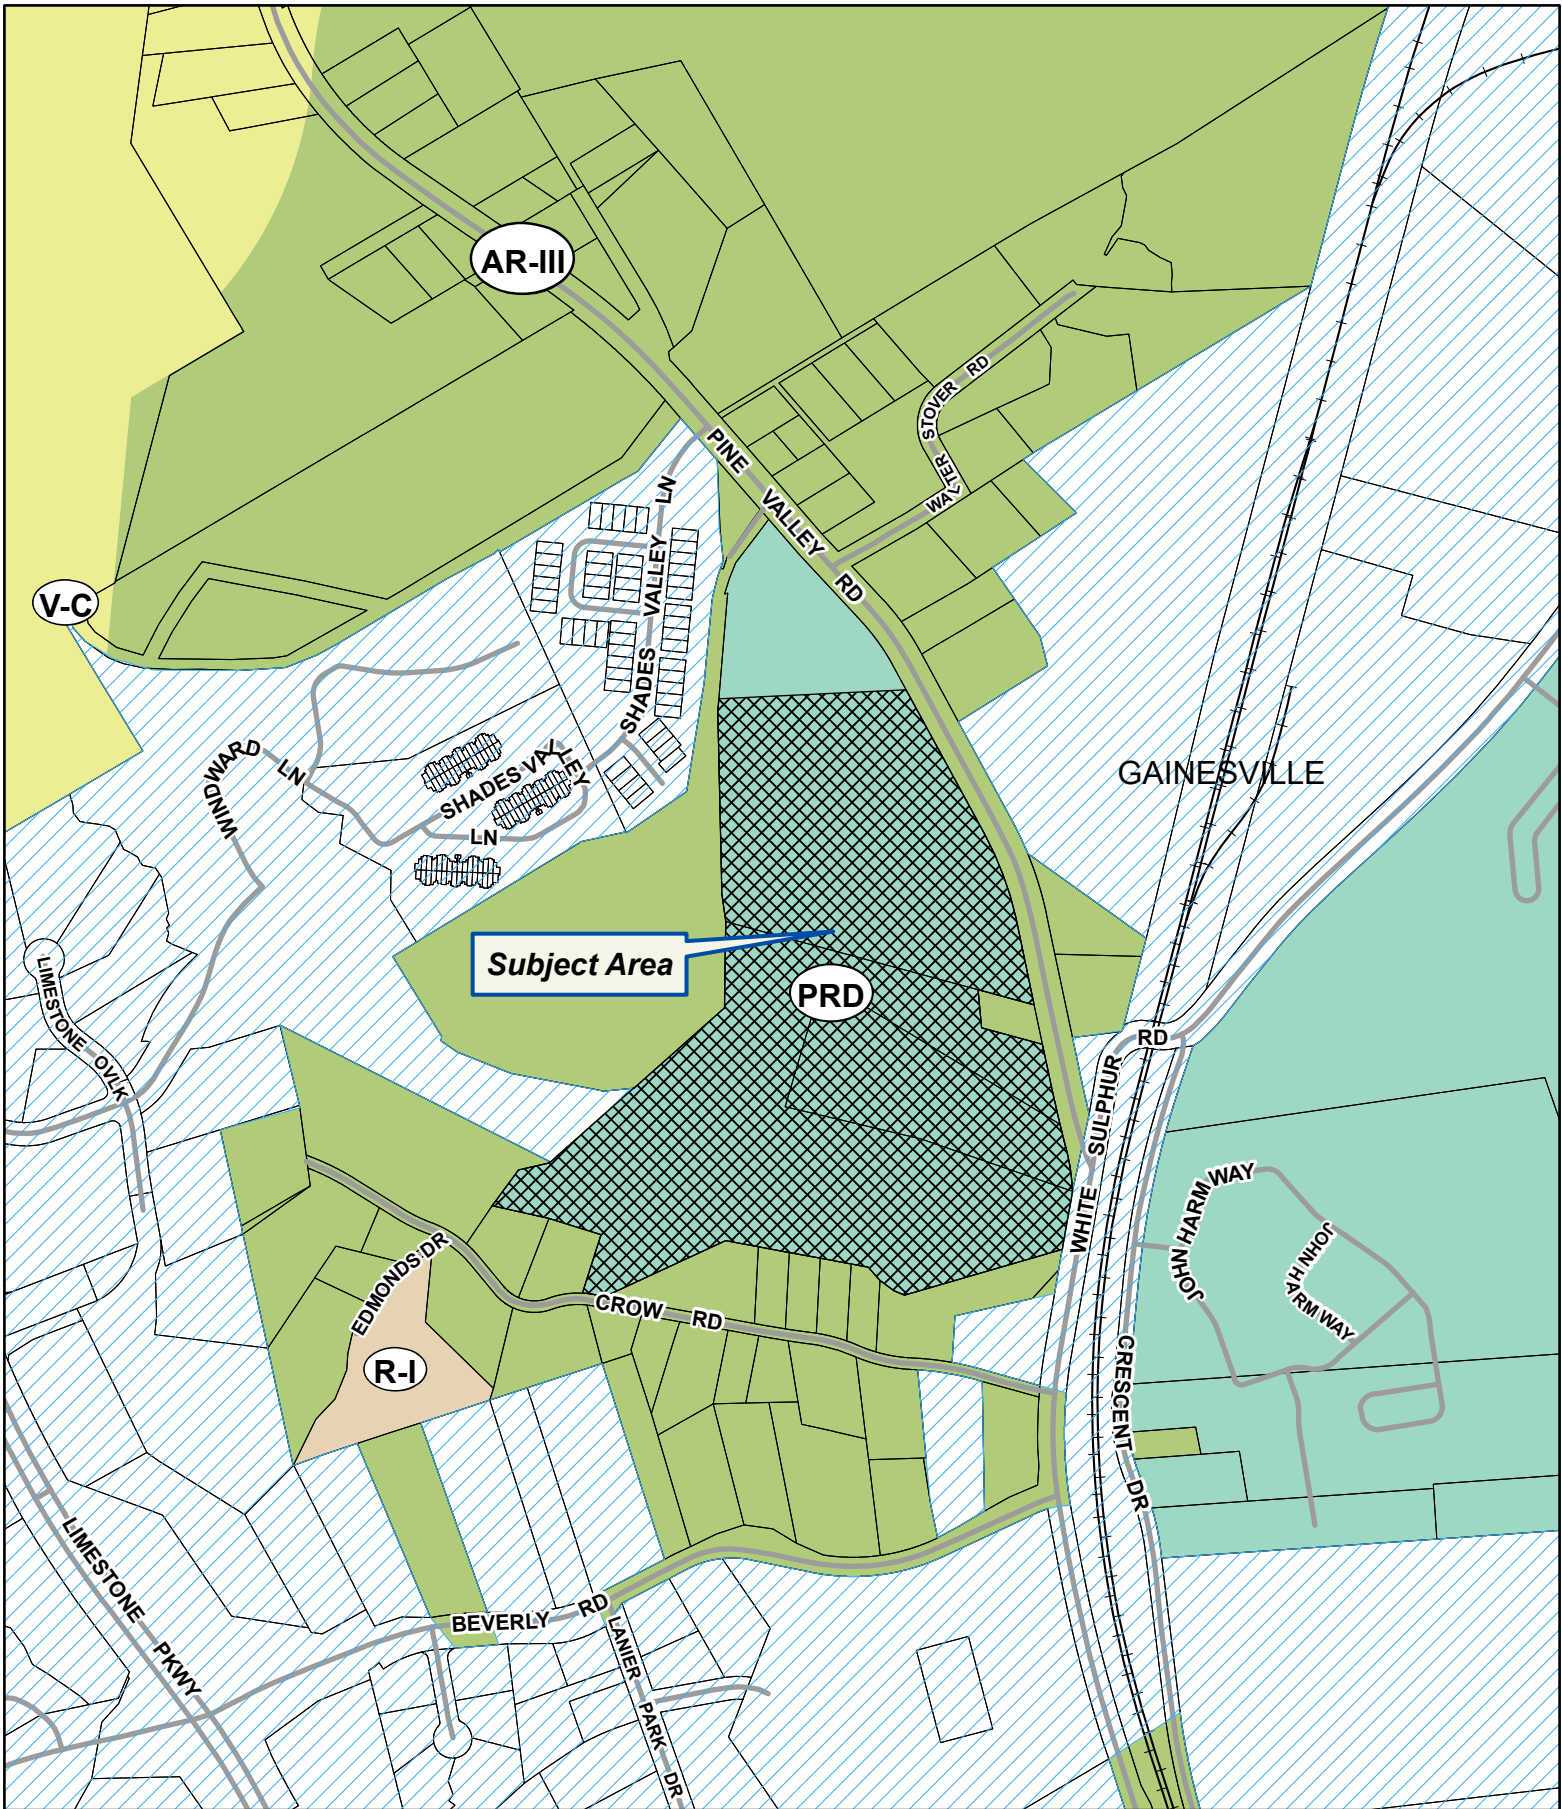 AR-III
STOVER RD
WALTER
PINE VALLEY RD
SHADES VALLEY LN
V-C
WINDWARD LN
SHADES VALLEY
LN
GAINESVILLE
Subject Area
PRD
LIMESTONE OVLK
WHITE SULPHUR RD
JOHN HARM WAY
JOHN HARM WAY
EDMONDS DR
CROW RD
R-I
CRESCENT DR
LIMESTONE PKWY
BEVERLY RD
LANIER PARK DR